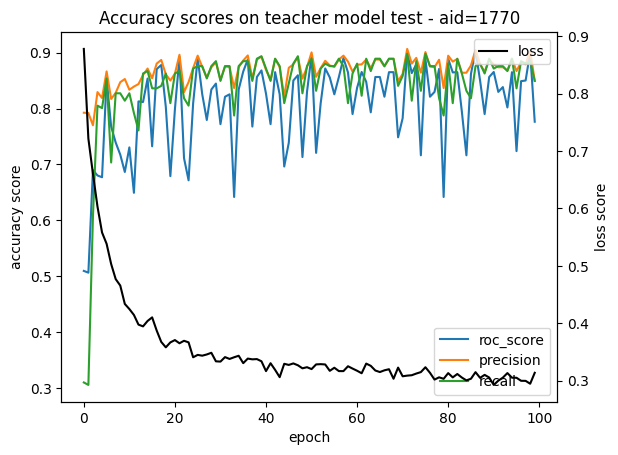 Accuracy scores on teacher model test - aid=1770
accuracy score
0.9
0.8
0.7
0.6
0.5
0.4
0.3
loss
0.9
0.8
0.7
0.6
0.5
0.4
0.3
loss score
roc_score
precision
recall
0
20
40
60
80
100
epoch